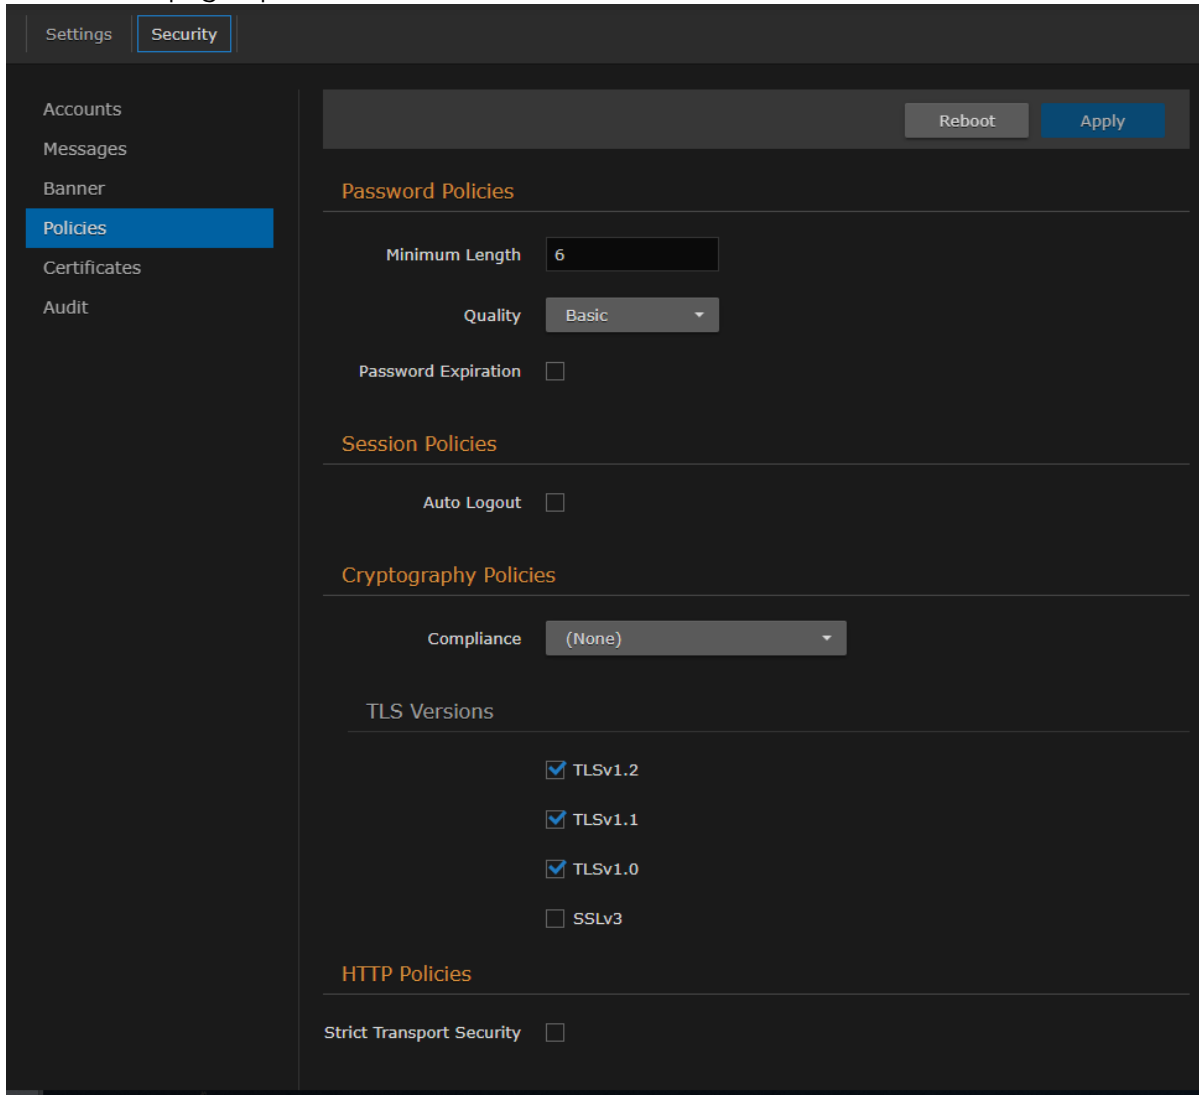 Settings Security
Accounts
Messages
Banner
Policies
Certificates
Audit
Reboot Apply
Password Policies
Minimum Length 6
Quality Basic
Password Expiration
Session Policies
Auto Logout
Cryptography Policies
Compliance (None)
TLS Versions
TLSv1.2
TLSv1.1
TLSv1.0
SSLv3
HTTP Policies
Strict Transport Security